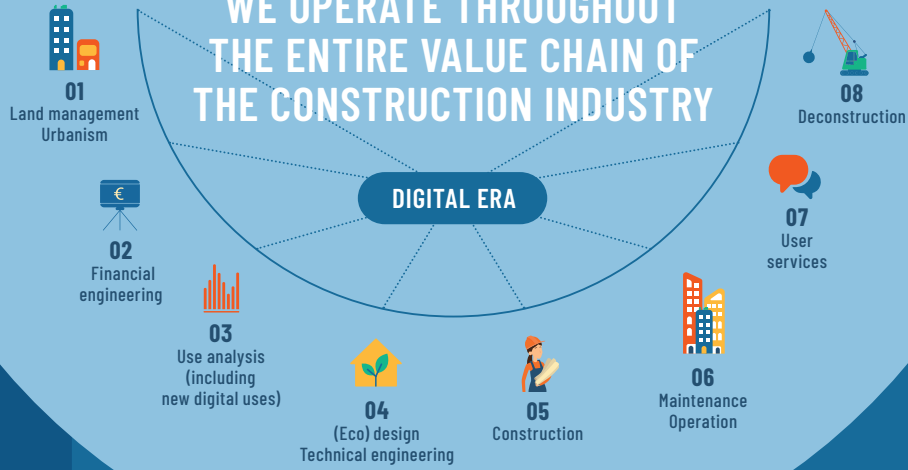 WE OPERATE THROUGHOUT
THE ENTIRE VALUE CHAIN OF
THE CONSTRUCTION INDUSTRY
DIGITAL ERA
01
Land management
Urbanism
€
02
Financial
engineering
03
Use analysis
(including
new digital uses)
04
(Eco) design
Technical engineering
05
Construction
06
Maintenance
Operation
07
User
services
08
Deconstruction